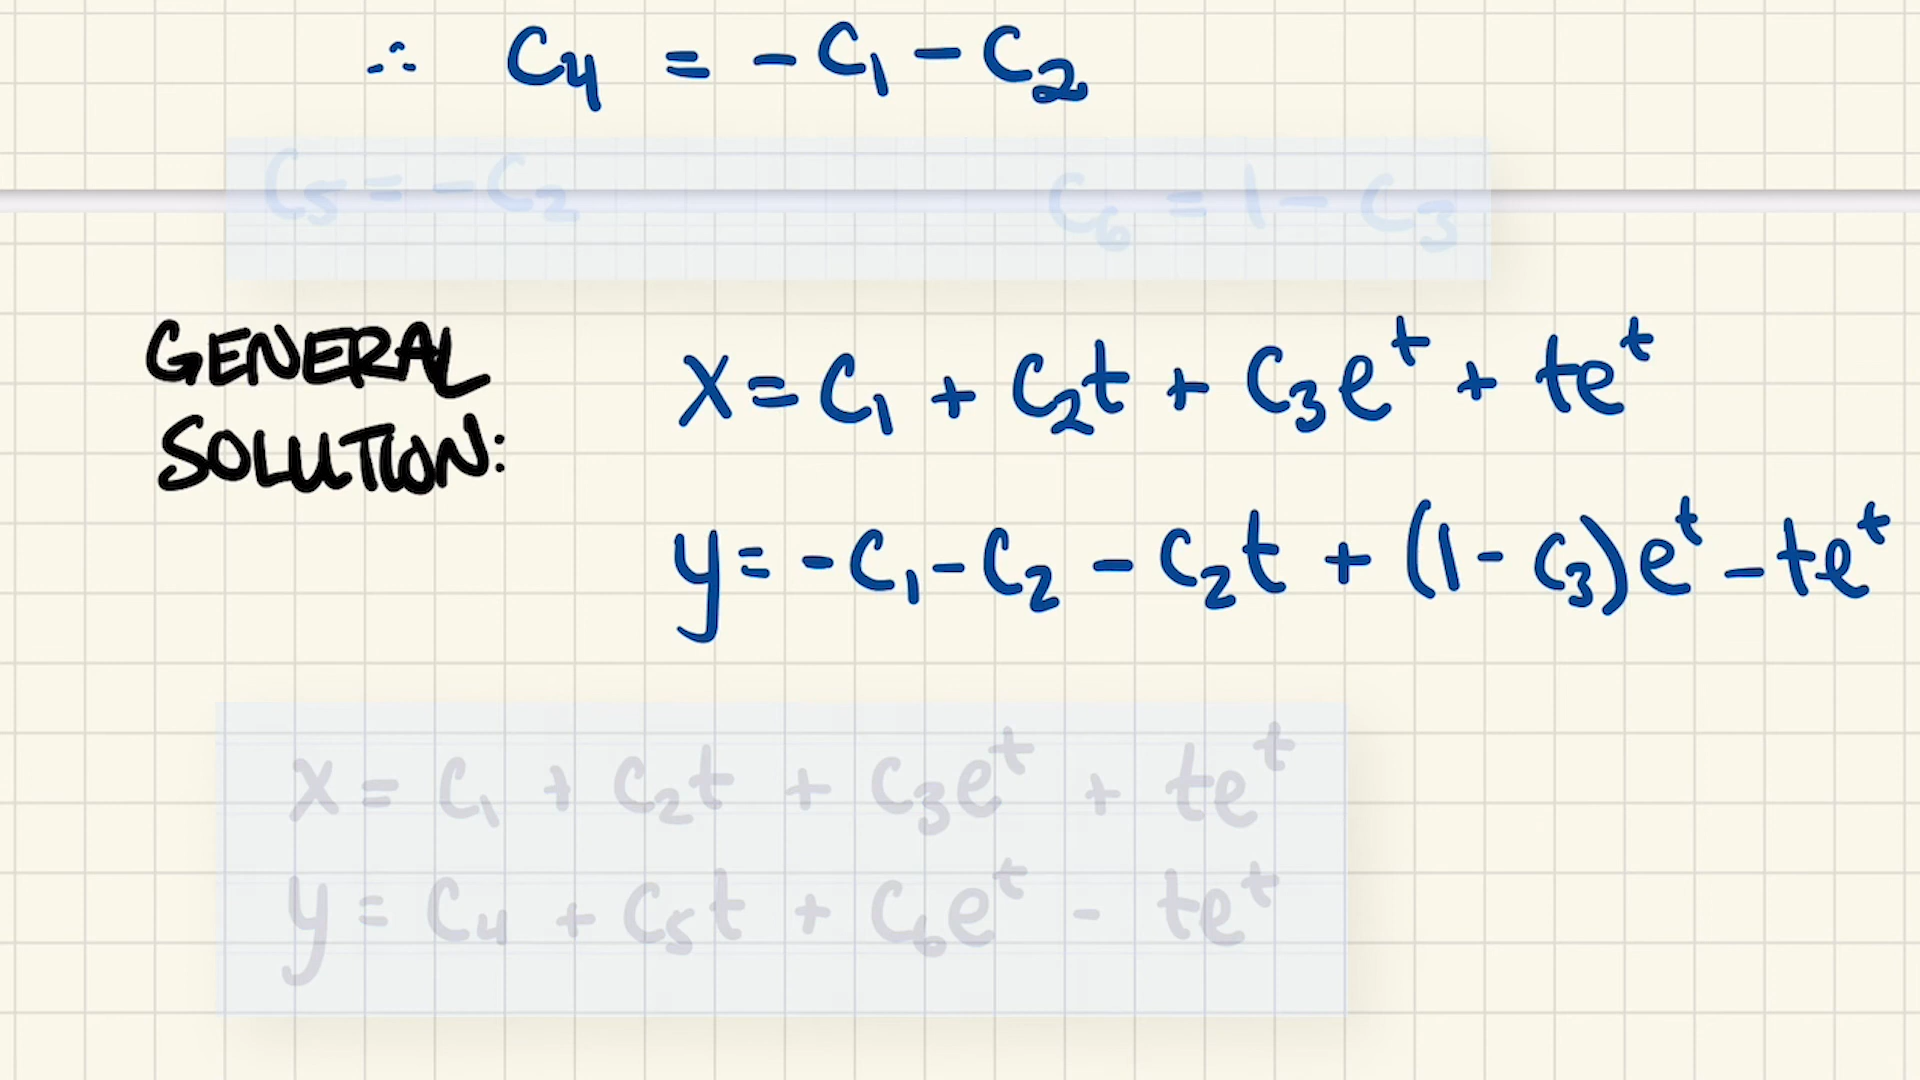 ∴ C₄ = -C₁ - C₂
C₅ = -C₂ C₆ = 1 - C₃
GENERAL
SOLUTION:
x = C₁ + C₂t + C₃eᵗ + teᵗ
y = -C₁ - C₂ - C₂t + (1 - C₃)eᵗ - teᵗ
x = C₁ + C₂t + C₃eᵗ + teᵗ
y = C₄ + C₅t + C₆eᵗ - teᵗ